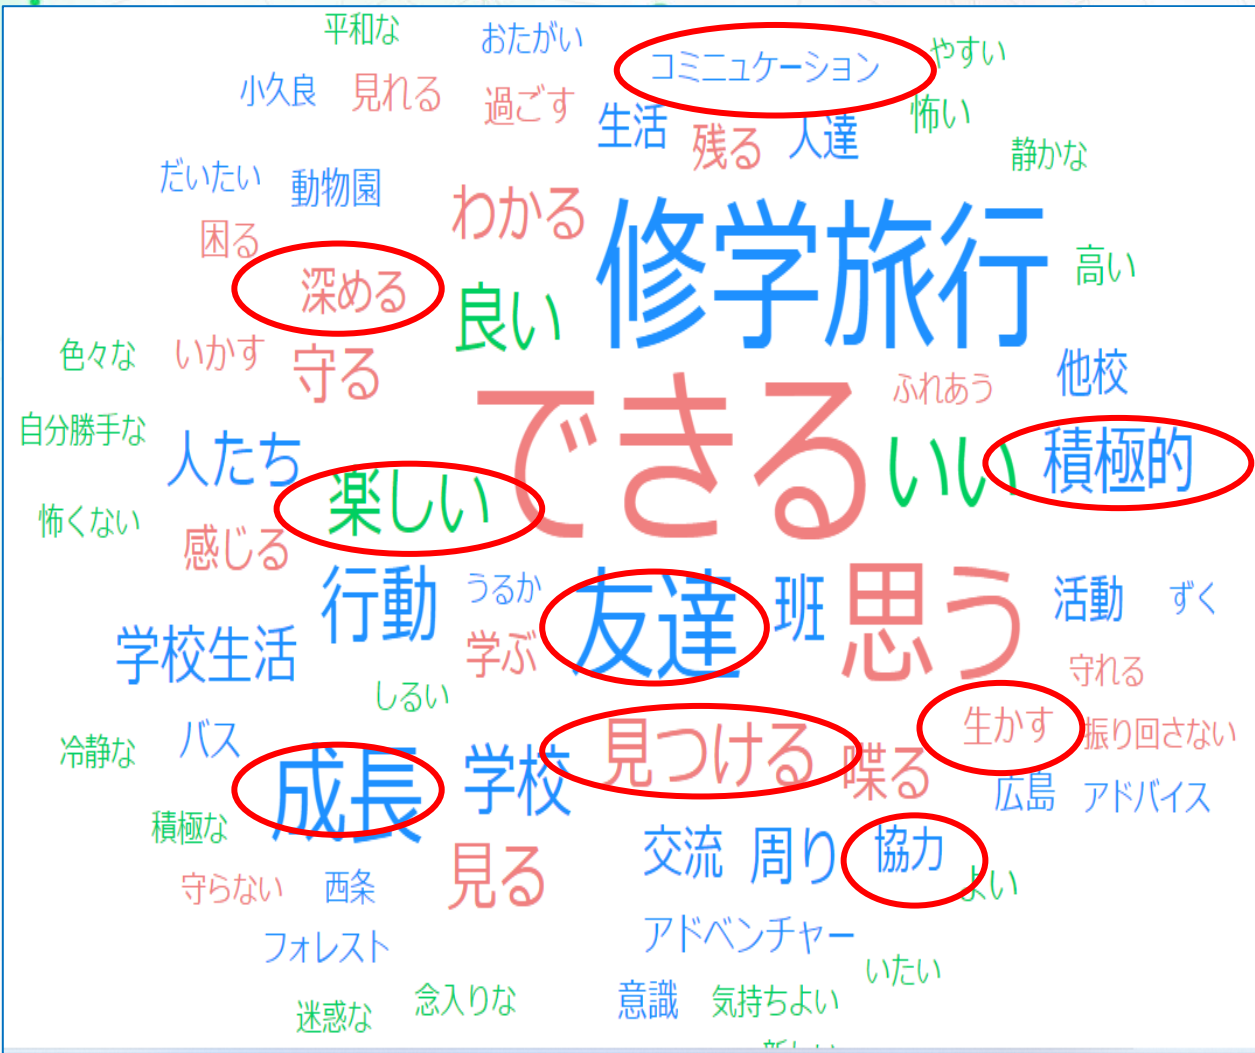 平和な おたがい コミニュケーション やすい
小久良 見れる 過ごす 生活 残る 人達 怖い
だいたい 動物園 わかる 修学旅行 静かな
困る 深める 良い 高い
色々な いかす 守る できる ふれあう 他校
自分勝手な 人たち 楽しい いい 積極的
怖くない 感じる 行動 うるか 友達 班 思う 活動 ずく
学校生活 しるい 学ぶ 守れる
冷静な バス 成長 学校 見つける 喋る 生かす 振り回さない
積極な 見る 交流 周り 協力 広島 アドバイス
守らない 西条 よい
フォレスト アドベンチャー いたい
迷惑な 念入りな 意識 気持ちよい